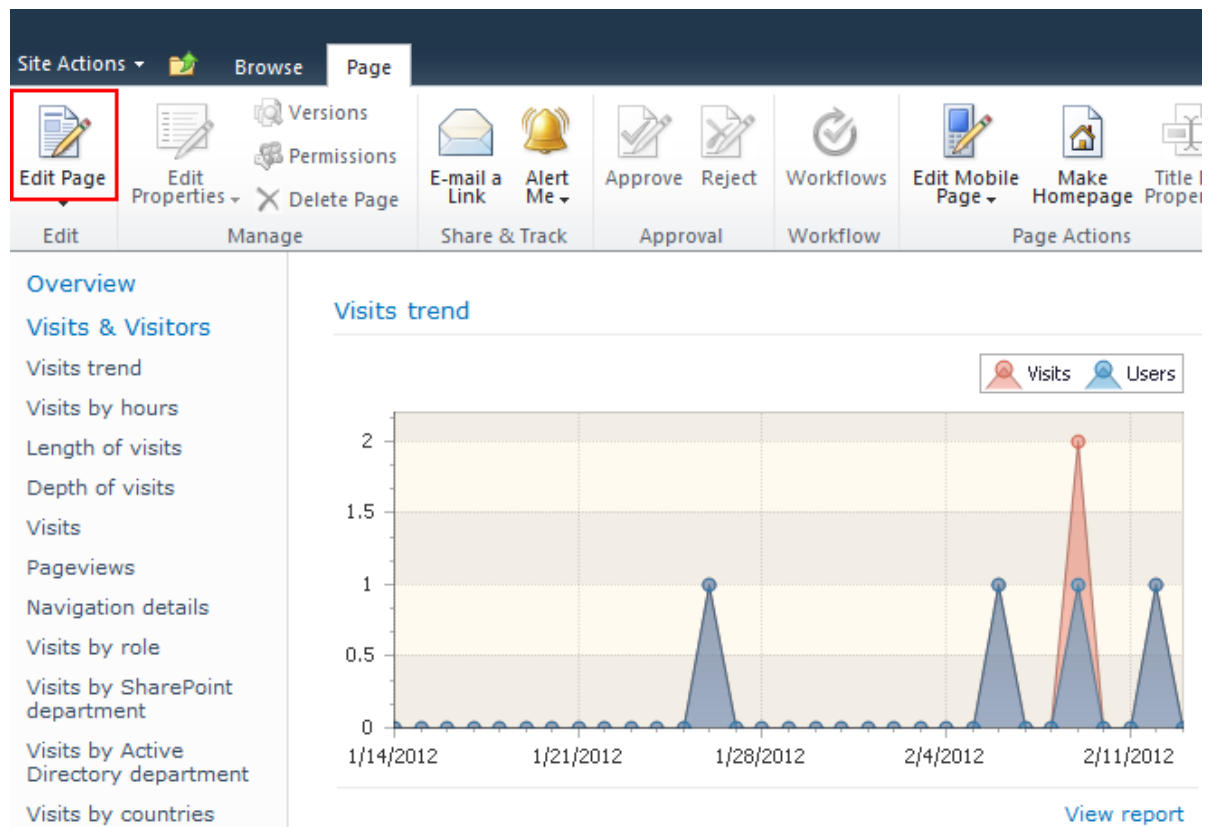 Site Actions Browse Page
Edit Page
Edit
Properties
Versions
Permissions
Delete Page
E-mail a
Link
Alert
Me
Approve Reject
Workflows
Edit Mobile
Page
Make
Homepage
Title
Edit Manage Share & Track Approval Workflow Page Actions
Overview
Visits & Visitors
Visits trend
Visits by hours
Length of visits
Depth of visits
Visits
Pageviews
Navigation details
Visits by role
Visits by SharePoint
department
Visits by Active
Directory department
Visits by countries
Visits trend
Visits Users
2
1.5
1
0.5
0
1/14/2012 1/21/2012 1/28/2012 2/4/2012 2/11/2012
View report